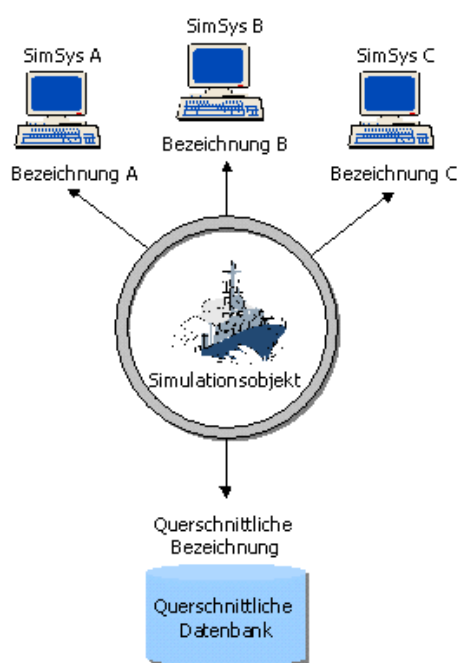 SimSys A
SimSys B
SimSys C
Bezeichnung A
Bezeichnung B
Bezeichnung C
Simulationsobjekt
Querschnittliche
Bezeichnung
Querschnittliche
Datenbank